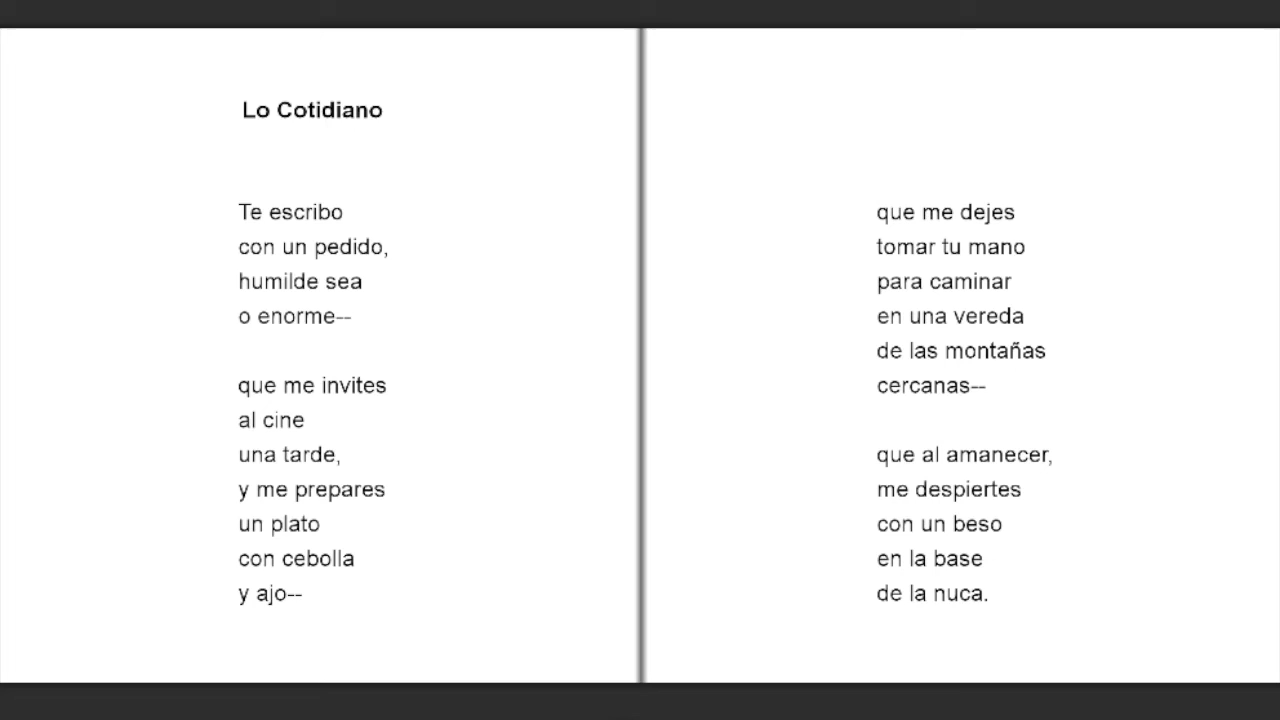 Lo Cotidiano
Te escribo
con un pedido,
humilde sea
o enorme--
que me invites
al cine
una tarde,
y me prepares
un plato
con cebolla
y ajo--
que me dejes
tomar tu mano
para caminar
en una vereda
de las montañas
cercanas--
que al amanecer,
me despiertes
con un beso
en la base
de la nuca.